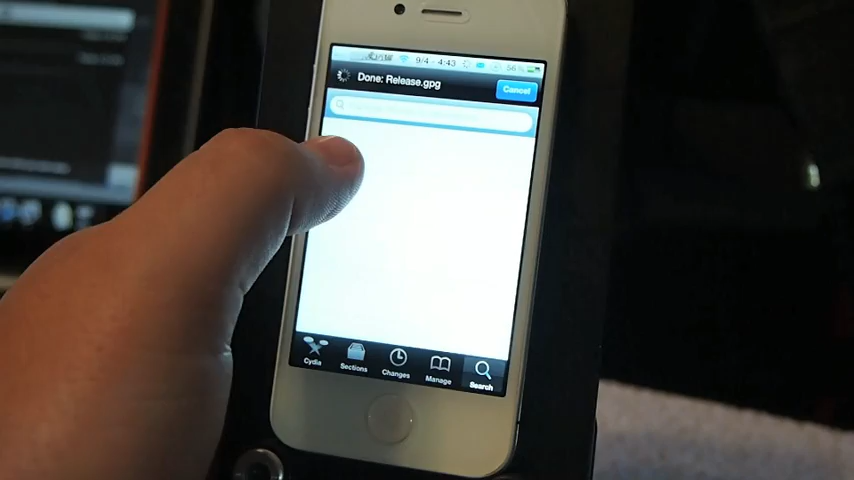 9/4 - 4:43 56%
Done: Release.gpg
Cancel
Cydia Sections Changes Manage Search